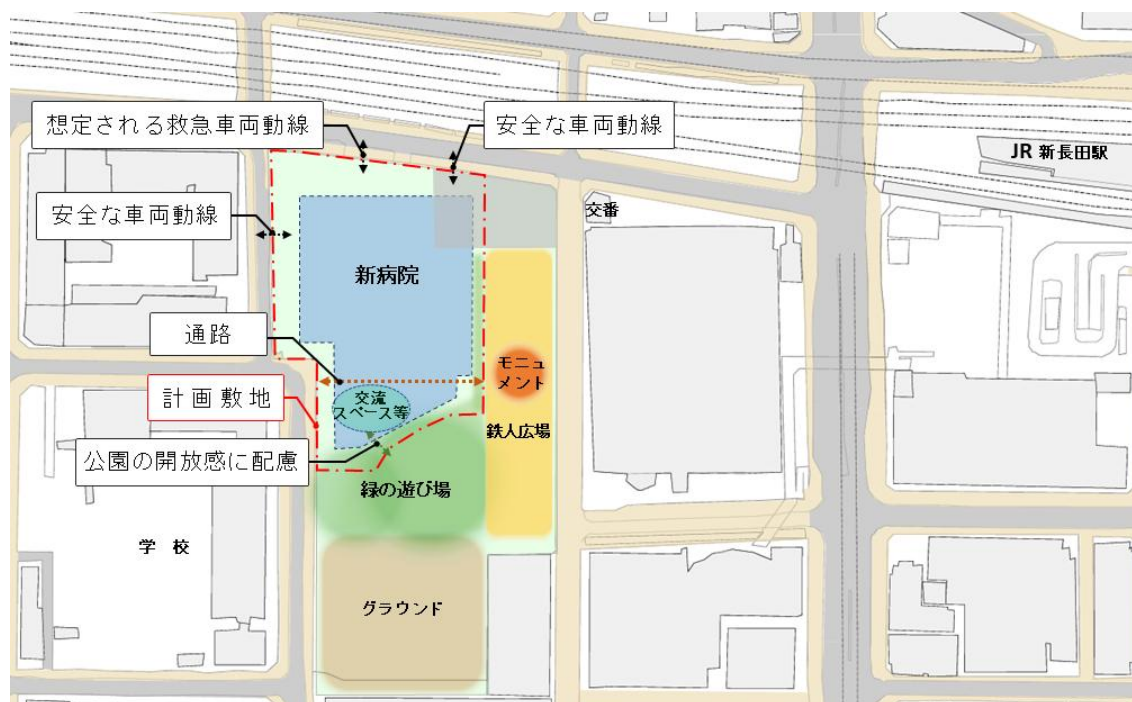 想定される救急車両動線
安全な車両動線
JR 新長田駅
安全な車両動線
交番
新病院
通路
モニュ
メント
計画敷地
交流
スペース等
鉄人広場
公園の開放感に配慮
緑の遊び場
学 校
グラウンド